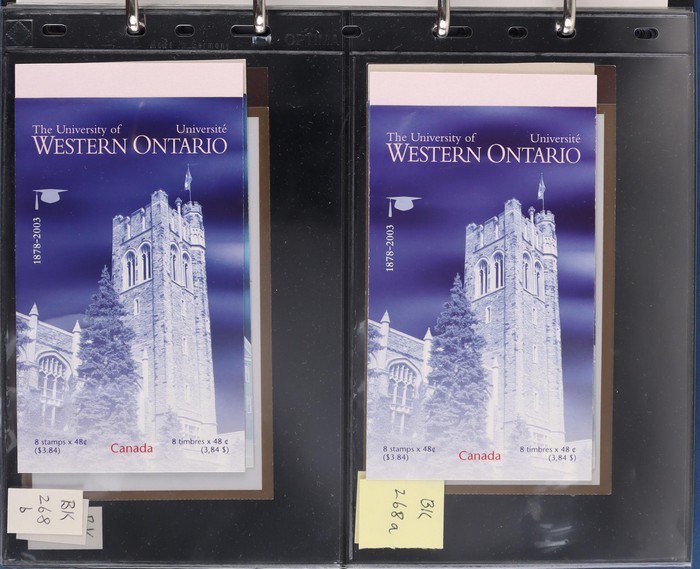 The University of Université
WESTERN ONTARIO
1878-2003
8 stamps x 48¢
($3.84)
Canada
8 timbres x 48 ¢
(3,84 $)
BK
268
b
BK
The University of Université
WESTERN ONTARIO
1878-2003
8 stamps x 48¢
($3.84)
Canada
8 timbres x 48 ¢
(3,84 $)
BK
268a